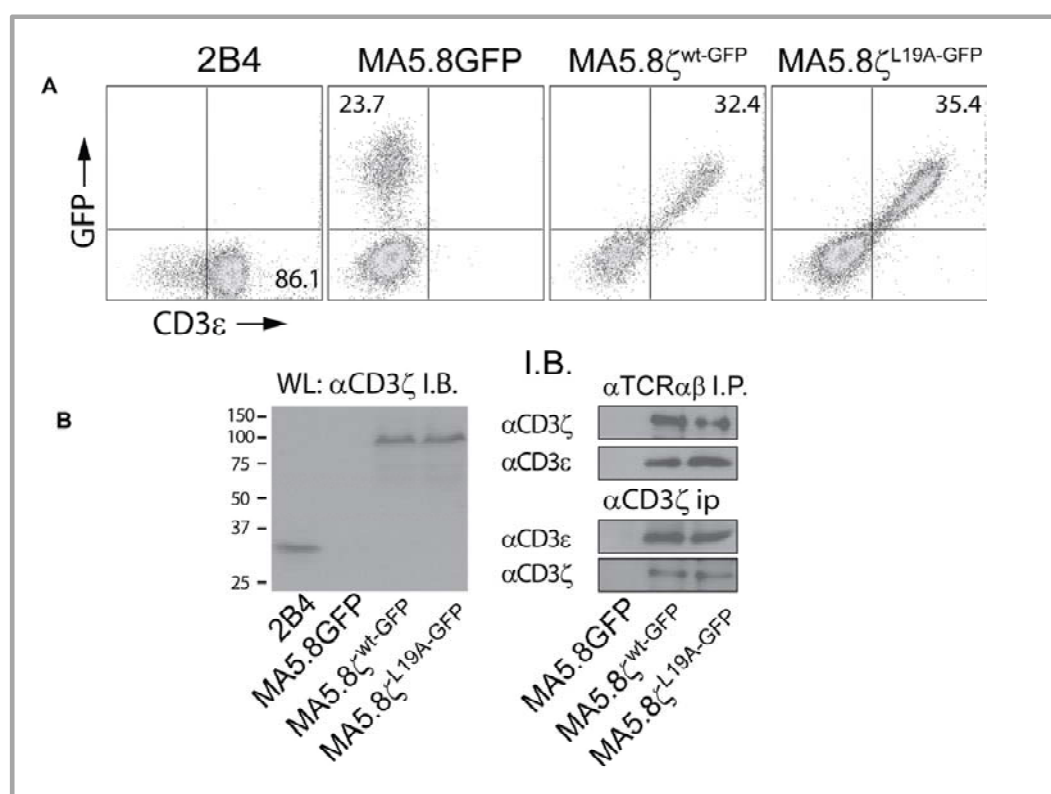 2B4 MA5.8GFP MA5.8ζwt-GFP MA5.8ζL19A-GFP
A
23.7 32.4 35.4
GFP
86.1
CD3ε
I.B.
WL: αCD3ζ I.B. αTCRαβ I.P.
B
150
100
75
50
37
25
αCD3ζ
αCD3ε
αCD3ζ ip
αCD3ε
αCD3ζ
2B4
MA5.8GFP
MA5.8ζwt-GFP
MA5.8ζL19A-GFP
MA5.8GFP
MA5.8ζwt-GFP
MA5.8ζL19A-GFP